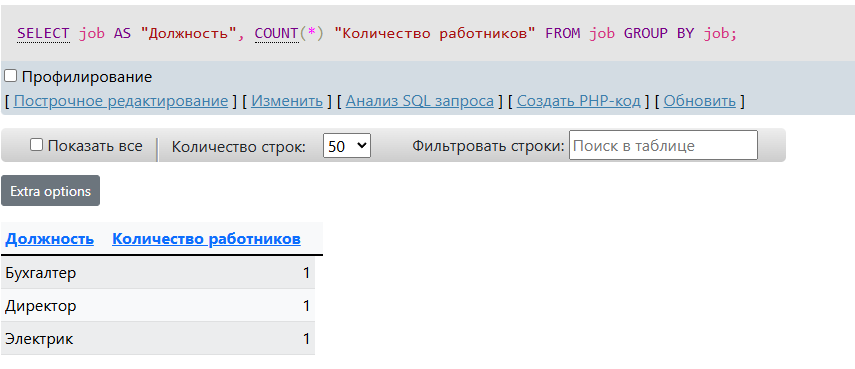 SELECT job AS "Должность", COUNT(*) "Количество работников" FROM job GROUP BY job;
Профилирование
[ Построчное редактирование ] [ Изменить ] [ Анализ SQL запроса ] [ Создать PHP-код ] [ Обновить ]
Показать все Количество строк: 50 Фильтровать строки: Поиск в таблице
Extra options
Должность Количество работников
Бухгалтер 1
Директор 1
Электрик 1